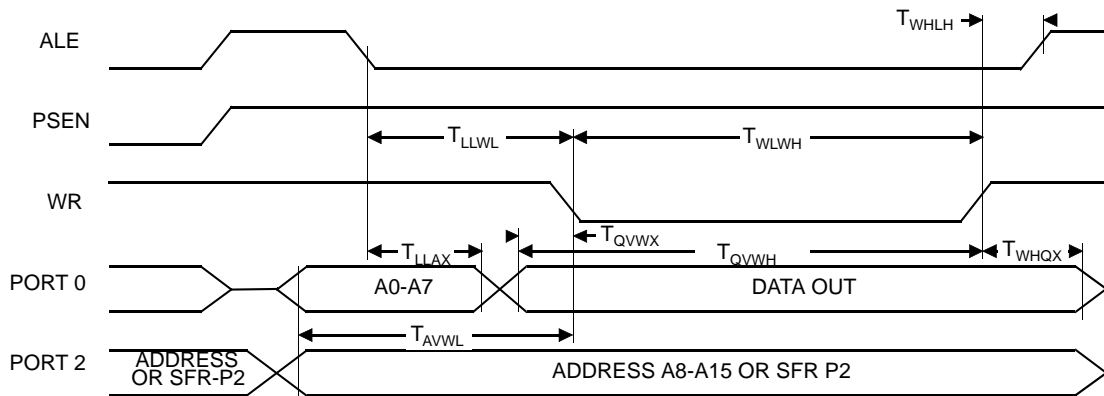 ALE
T_WHLH
PSEN
T_LLWL
T_WLWH
WR
T_LLAX
T_QVWX
T_QVWH
T_WHQX
PORT 0
A0-A7
DATA OUT
T_AVWL
PORT 2
ADDRESS
OR SFR-P2
ADDRESS A8-A15 OR SFR P2